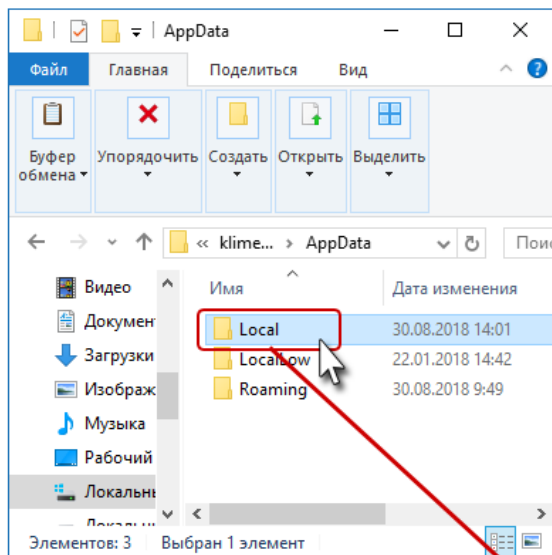 AppData
Файл Главная Поделиться Вид
Буфер обмена Упорядочить Создать Открыть Выделить
« klime... › AppData
Видео
Имя Дата изменения
Local 30.08.2018 14:01
Загрузки
LocalLow 22.01.2018 14:42
Roaming 30.08.2018 9:49
Музыка
Рабочий
Элементов: 3 Выбран 1 элемент